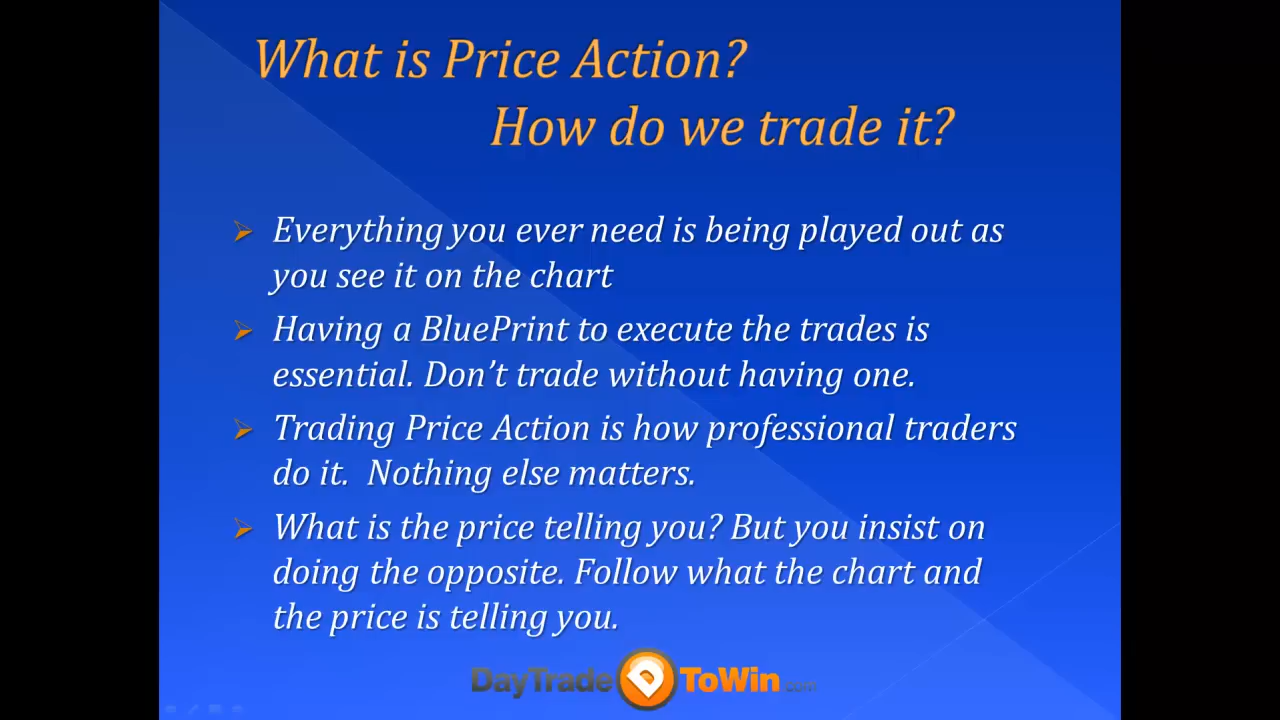 What is Price Action?
How do we trade it?
Everything you ever need is being played out as
you see it on the chart
Having a BluePrint to execute the trades is
essential. Don’t trade without having one.
Trading Price Action is how professional traders
do it.  Nothing else matters.
What is the price telling you? But you insist on
doing the opposite. Follow what the chart and
the price is telling you.
DayTradeToWin.com